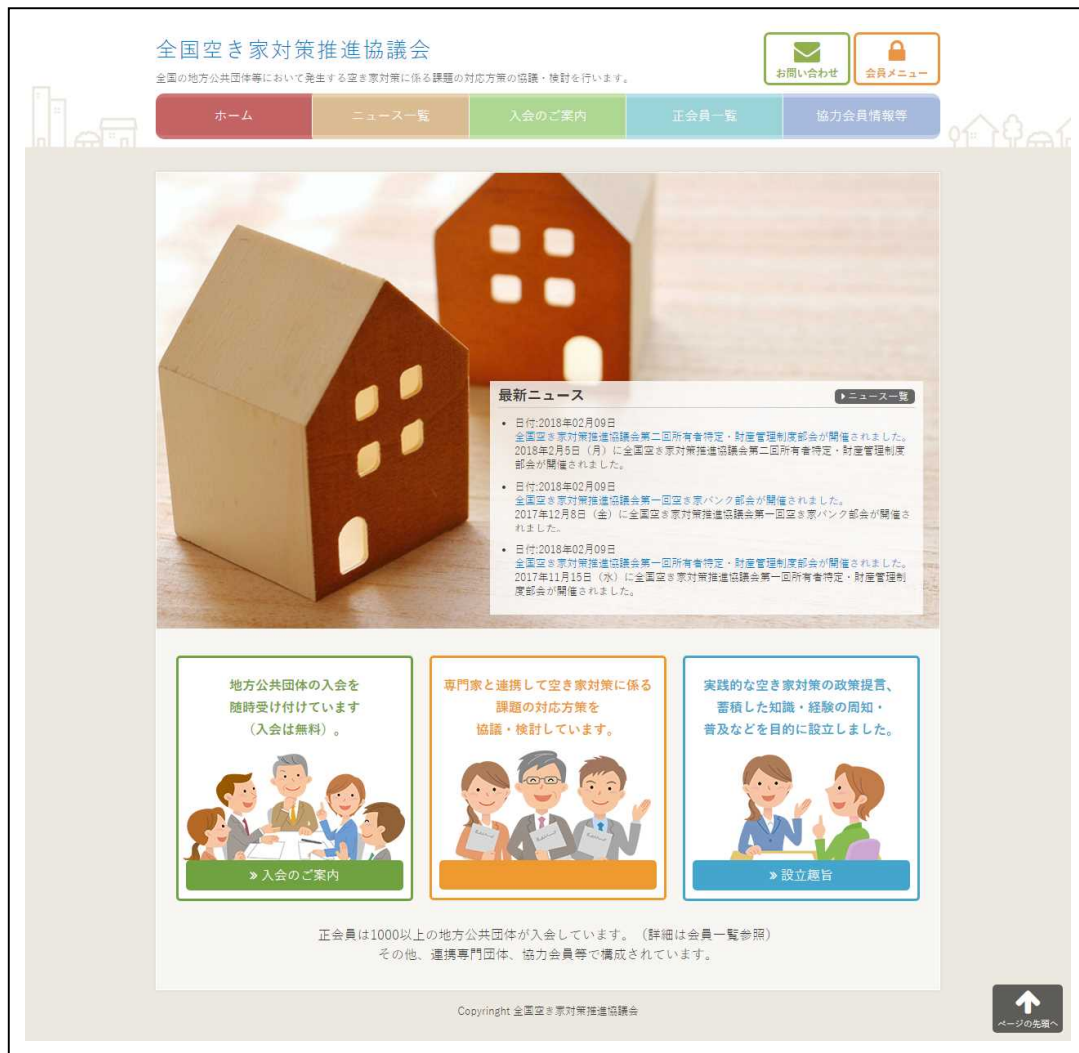 全国空き家対策推進協議会
全国の地方公共団体等において発生する空き家対策に係る課題の対応方策の協議・検討を行います。
お問い合わせ
会員メニュー
ホーム
ニュース一覧
入会のご案内
正会員一覧
協力会員情報等
最新ニュース
ニュース一覧
• 日付:2018年02月09日
全国空き家対策推進協議会第二回所有者特定・財産管理制度部会が開催されました。
2018年2月5日（月）に全国空き家対策推進協議会第二回所有者特定・財産管理制度
部会が開催されました。
• 日付:2018年02月09日
全国空き家対策推進協議会第一回空き家バンク部会が開催されました。
2017年12月8日（金）に全国空き家対策推進協議会第一回空き家バンク部会が開催さ
れました。
• 日付:2018年02月09日
全国空き家対策推進協議会第一回所有者特定・財産管理制度部会が開催されました。
2017年11月15日（水）に全国空き家対策推進協議会第一回所有者特定・財産管理制
度部会が開催されました。
地方公共団体の入会を
随時受け付けています
（入会は無料）。
» 入会のご案内
専門家と連携して空き家対策に係る
課題の対応方策を
協議・検討しています。
実践的な空き家対策の政策提言、
蓄積した知識・経験の周知・
普及などを目的に設立しました。
» 設立趣旨
正会員は1000以上の地方公共団体が入会しています。（詳細は会員一覧参照）
その他、連携専門団体、協力会員等で構成されています。
Copyringht 全国空き家対策推進協議会
ページの先頭へ